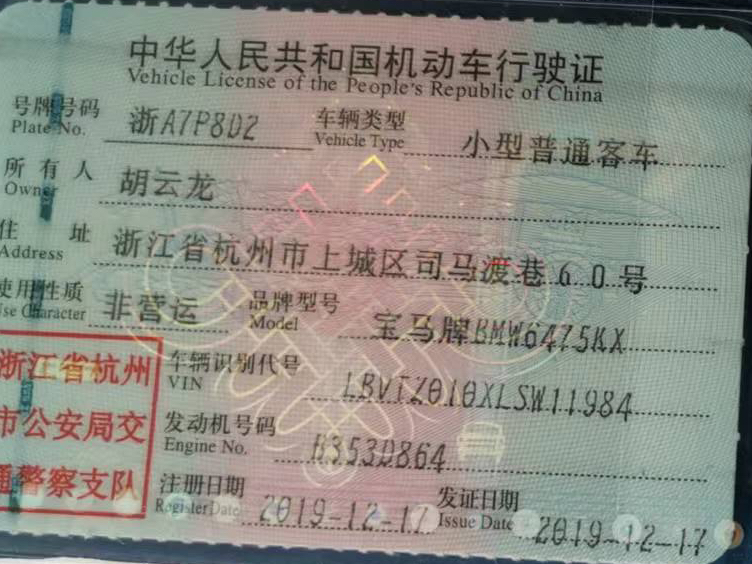 中华人民共和国机动车行驶证
Vehicle License of the People's Republic of China
号牌号码 浙A7P8D2 车辆类型 小型普通客车
Plate No. Vehicle Type
所有人 胡云龙
Owner
住址 浙江省杭州市上城区司马渡巷60号
Address
使用性质 非营运 品牌型号 宝马牌BMW6475KX
Use Character Model
浙江省杭州 车辆识别代号 LBVTZ010XLSW11984
VIN
市公安局交 发动机号码 H353D864
Engine No.
通警察支队 注册日期 2019-12-17 发证日期 2019-12-17
Register Date Issue Date